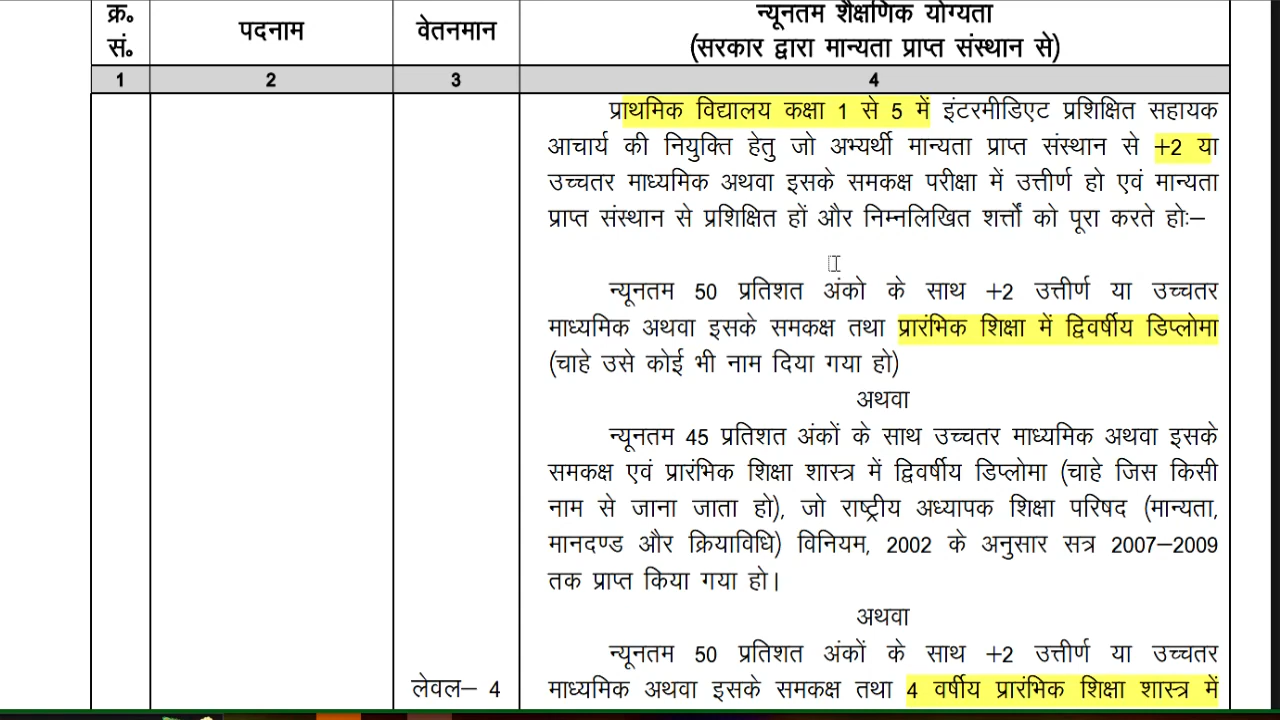 क्र० सं० पदनाम वेतनमान न्यूनतम शैक्षणिक योग्यता
(सरकार द्वारा मान्यता प्राप्त संस्थान से)
1 2 3 4
प्राथमिक विद्यालय कक्षा 1 से 5 में इंटरमीडिएट प्रशिक्षित सहायक
आचार्य की नियुक्ति हेतु जो अभ्यर्थी मान्यता प्राप्त संस्थान से +2 या
उच्चतर माध्यमिक अथवा इसके समकक्ष परीक्षा में उत्तीर्ण हो एवं मान्यता
प्राप्त संस्थान से प्रशिक्षित हों और निम्नलिखित शर्त्तों को पूरा करते होः–
न्यूनतम 50 प्रतिशत अंको के साथ +2 उत्तीर्ण या उच्चतर
माध्यमिक अथवा इसके समकक्ष तथा प्रारंभिक शिक्षा में द्विवर्षीय डिप्लोमा
(चाहे उसे कोई भी नाम दिया गया हो)
अथवा
न्यूनतम 45 प्रतिशत अंकों के साथ उच्चतर माध्यमिक अथवा इसके
समकक्ष एवं प्रारंभिक शिक्षा शास्त्र में द्विवर्षीय डिप्लोमा (चाहे जिस किसी
नाम से जाना जाता हो), जो राष्ट्रीय अध्यापक शिक्षा परिषद (मान्यता,
मानदण्ड और क्रियाविधि) विनियम, 2002 के अनुसार सत्र 2007–2009
तक प्राप्त किया गया हो।
अथवा
न्यूनतम 50 प्रतिशत अंकों के साथ +2 उत्तीर्ण या उच्चतर
लेवल– 4 माध्यमिक अथवा इसके समकक्ष तथा 4 वर्षीय प्रारंभिक शिक्षा शास्त्र में